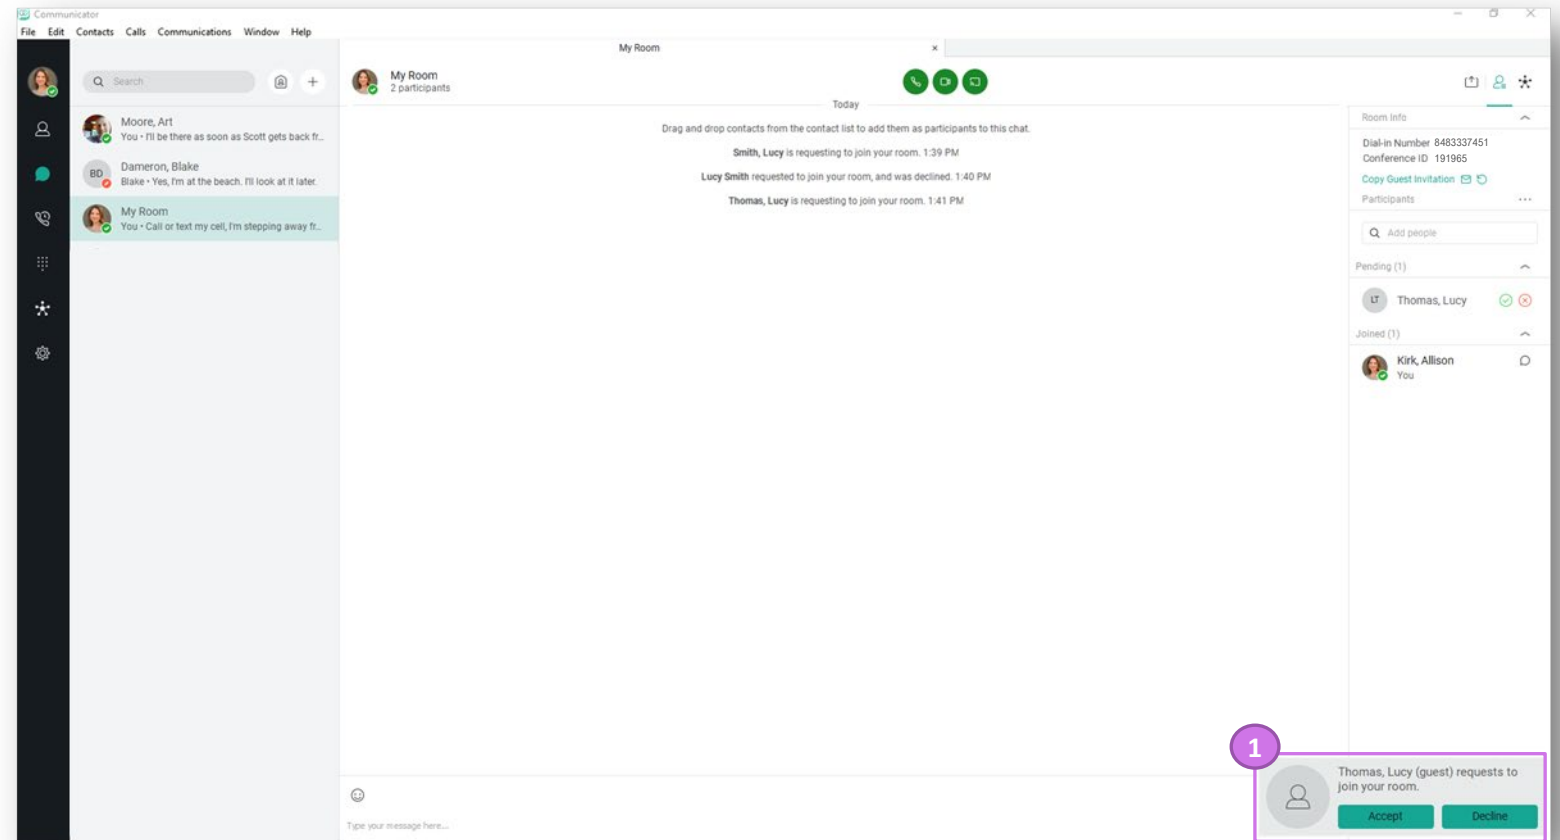 Communicator
File Edit Contacts Calls Communications Window Help
My Room
Search
My Room
2 participants
Moore, Art
You • I'll be there as soon as Scott gets back fr...
BD
Dameron, Blake
Blake • Yes, I'm at the beach. I'll look at it later.
My Room
You • Call or text my cell, I'm stepping away fr...
Today
Drag and drop contacts from the contact list to add them as participants to this chat.
Smith, Lucy is requesting to join your room. 1:39 PM
Lucy Smith requested to join your room, and was declined. 1:40 PM
Thomas, Lucy is requesting to join your room. 1:41 PM
Type your message here...
Room Info
Dial-in Number 8483337451
Conference ID 191965
Copy Guest Invitation
Participants
Add people
Pending (1)
LT
Thomas, Lucy
Joined (1)
Kirk, Allison
You
1
Thomas, Lucy (guest) requests to
join your room.
Accept Decline